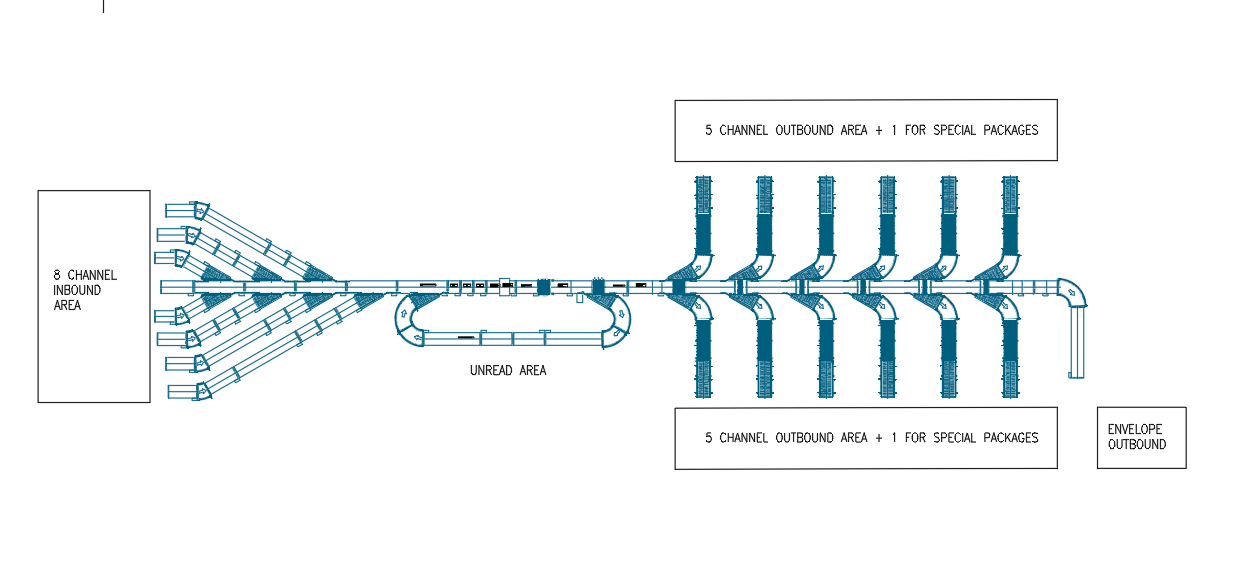 5 CHANNEL OUTBOUND AREA + 1 FOR SPECIAL PACKAGES
8 CHANNEL
INBOUND
AREA
UNREAD AREA
5 CHANNEL OUTBOUND AREA + 1 FOR SPECIAL PACKAGES
ENVELOPE
OUTBOUND